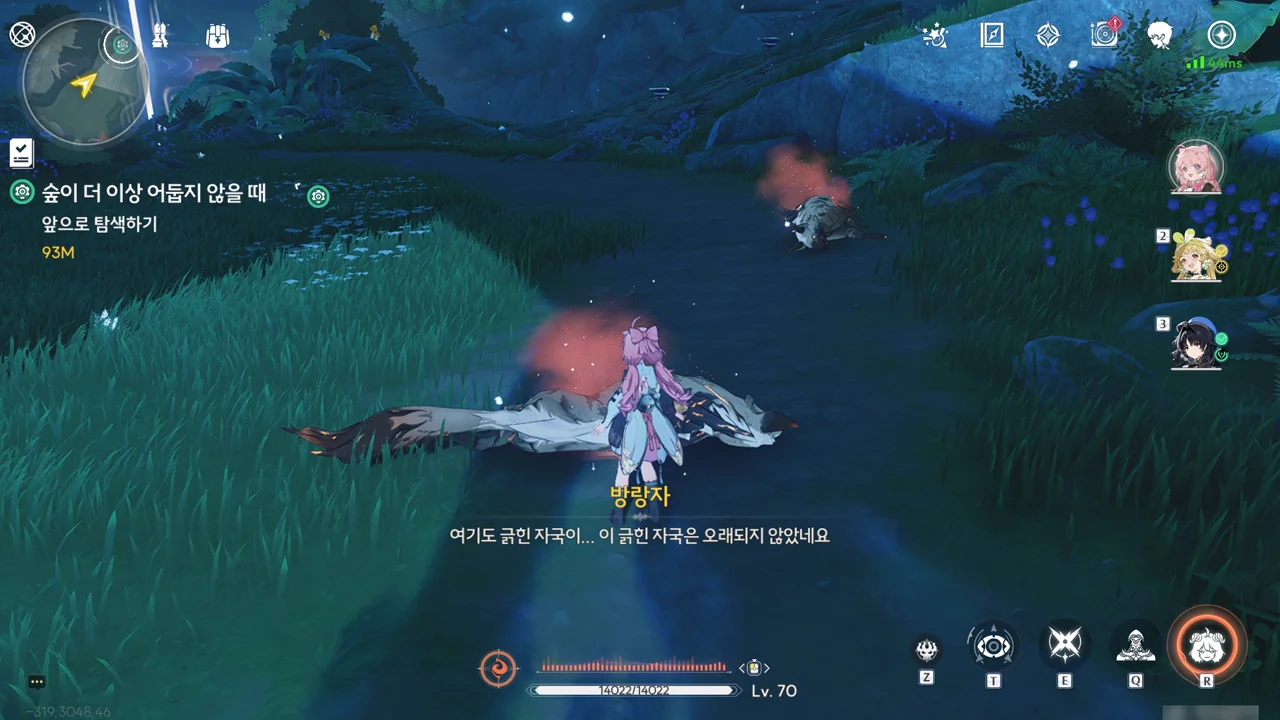 44ms
숲이 더 이상 어둡지 않을 때
앞으로 탐색하기
93M
2
3
방랑자
여기도 긁힌 자국이... 이 긁힌 자국은 오래되지 않았네요
14022/14022
Lv. 70
Z
T
E
Q
R
-319,3048,46